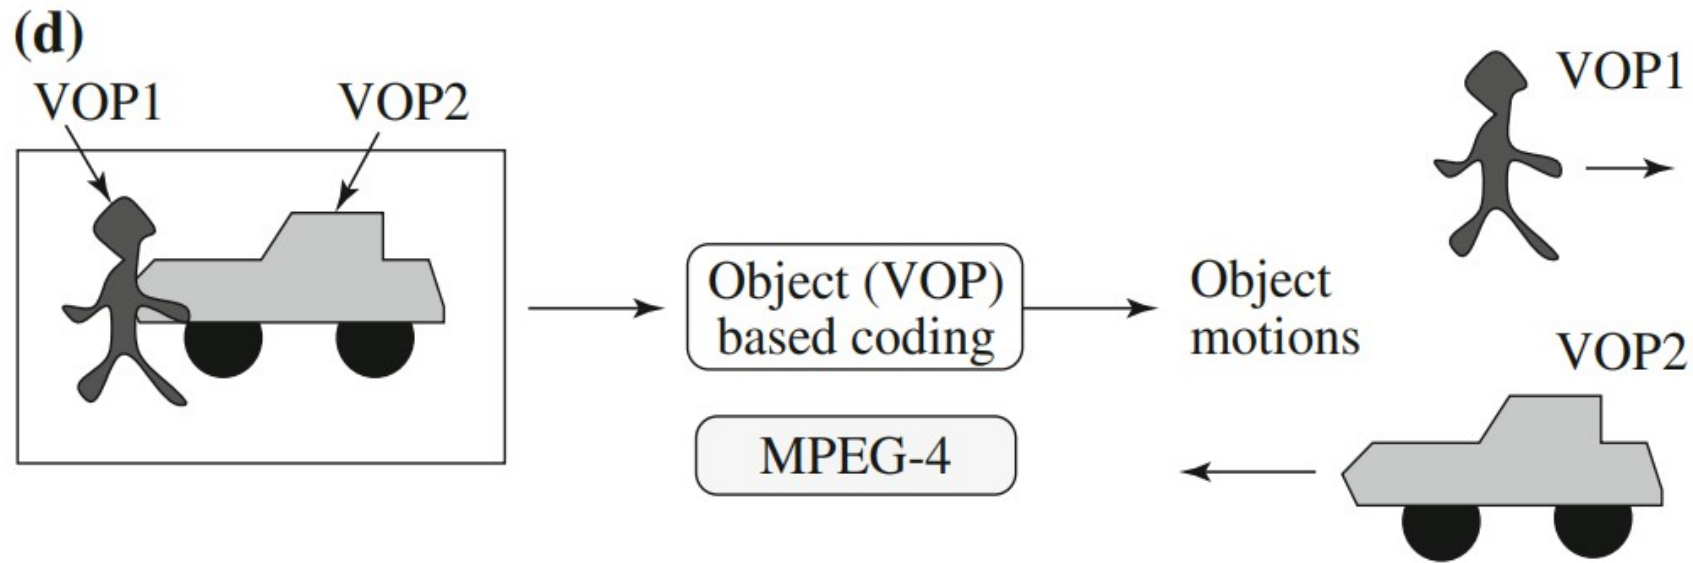 (d)
VOP1
VOP2
Object (VOP)
based coding
MPEG-4
Object
motions
VOP1
VOP2